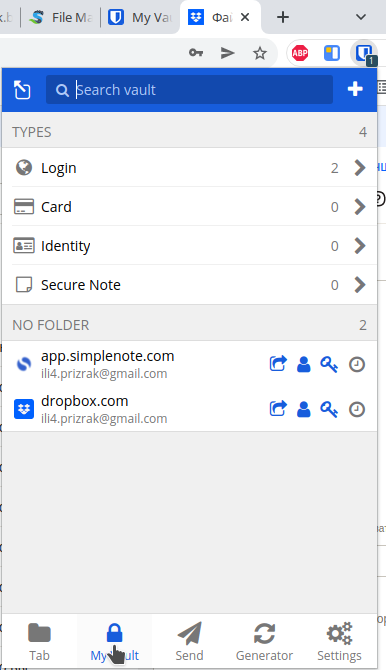 File Ma
My Vau
Фай
ABP
1
Search vault
TYPES 4
Login 2
Card 0
Identity 0
Secure Note 0
NO FOLDER 2
app.simplenote.com
ili4.prizrak@gmail.com
dropbox.com
ili4.prizrak@gmail.com
Tab My Vault Send Generator Settings